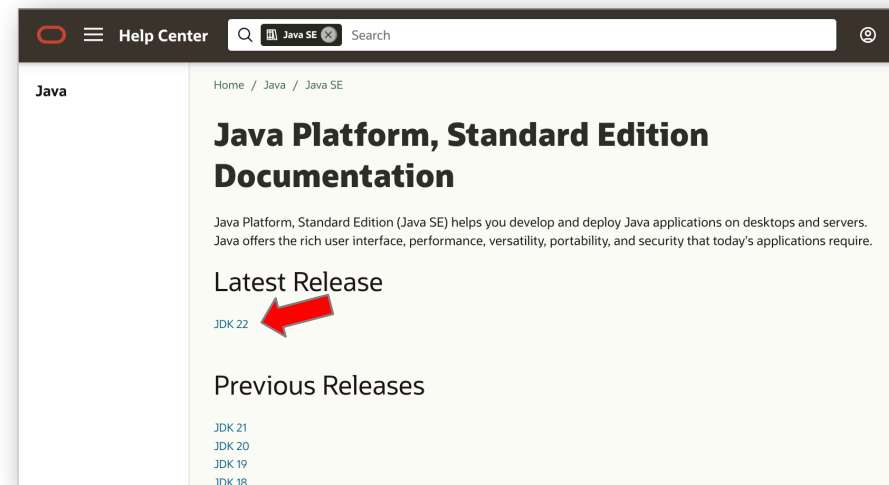 Help Center
Java SE
Search
Java
Home / Java / Java SE
Java Platform, Standard Edition
Documentation
Java Platform, Standard Edition (Java SE) helps you develop and deploy Java applications on desktops and servers.
Java offers the rich user interface, performance, versatility, portability, and security that today's applications require.
Latest Release
JDK 22
Previous Releases
JDK 21
JDK 20
JDK 19
JDK 18